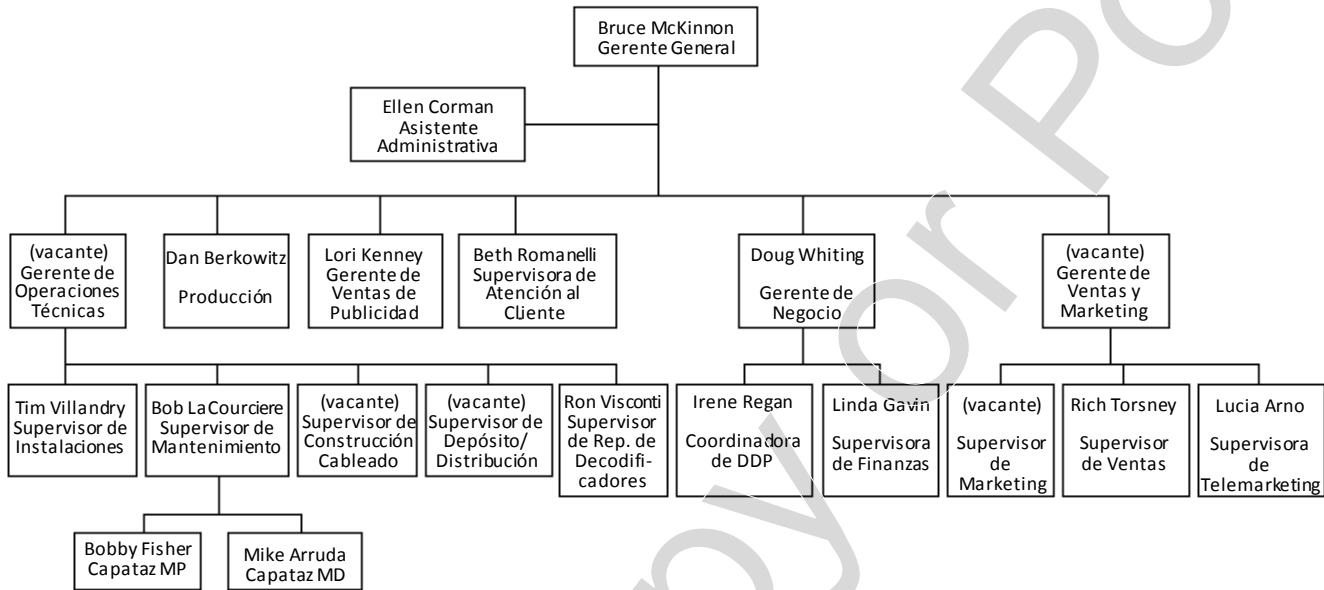 Bruce McKinnon
Gerente General
Ellen Corman
Asistente
Administrativa
(vacante)
Gerente de
Operaciones
Técnicas
Dan Berkowitz
Producción
Lori Kenney
Gerente de
Ventas de
Publicidad
Beth Romanelli
Supervisora de
Atención al
Cliente
Doug Whiting
Gerente de
Negocio
(vacante)
Gerente de
Ventas y
Marketing
Tim Villandry
Supervisor de
Instalaciones
Bob LaCourciere
Supervisor de
Mantenimiento
(vacante)
Supervisor de
Construcción
Cableado
(vacante)
Supervisor de
Depósito/
Distribución
Ron Visconti
Supervisor
de Rep. de
Decodifi-
cadores
Irene Regan
Coordinadora
de DDP
Linda Gavin
Supervisora
de Finanzas
(vacante)
Supervisor
de
Marketing
Rich Torsney
Supervisor
de Ventas
Lucia Arno
Supervisora
de
Telemarketing
Bobby Fisher
Capataz MP
Mike Arruda
Capataz MD
or